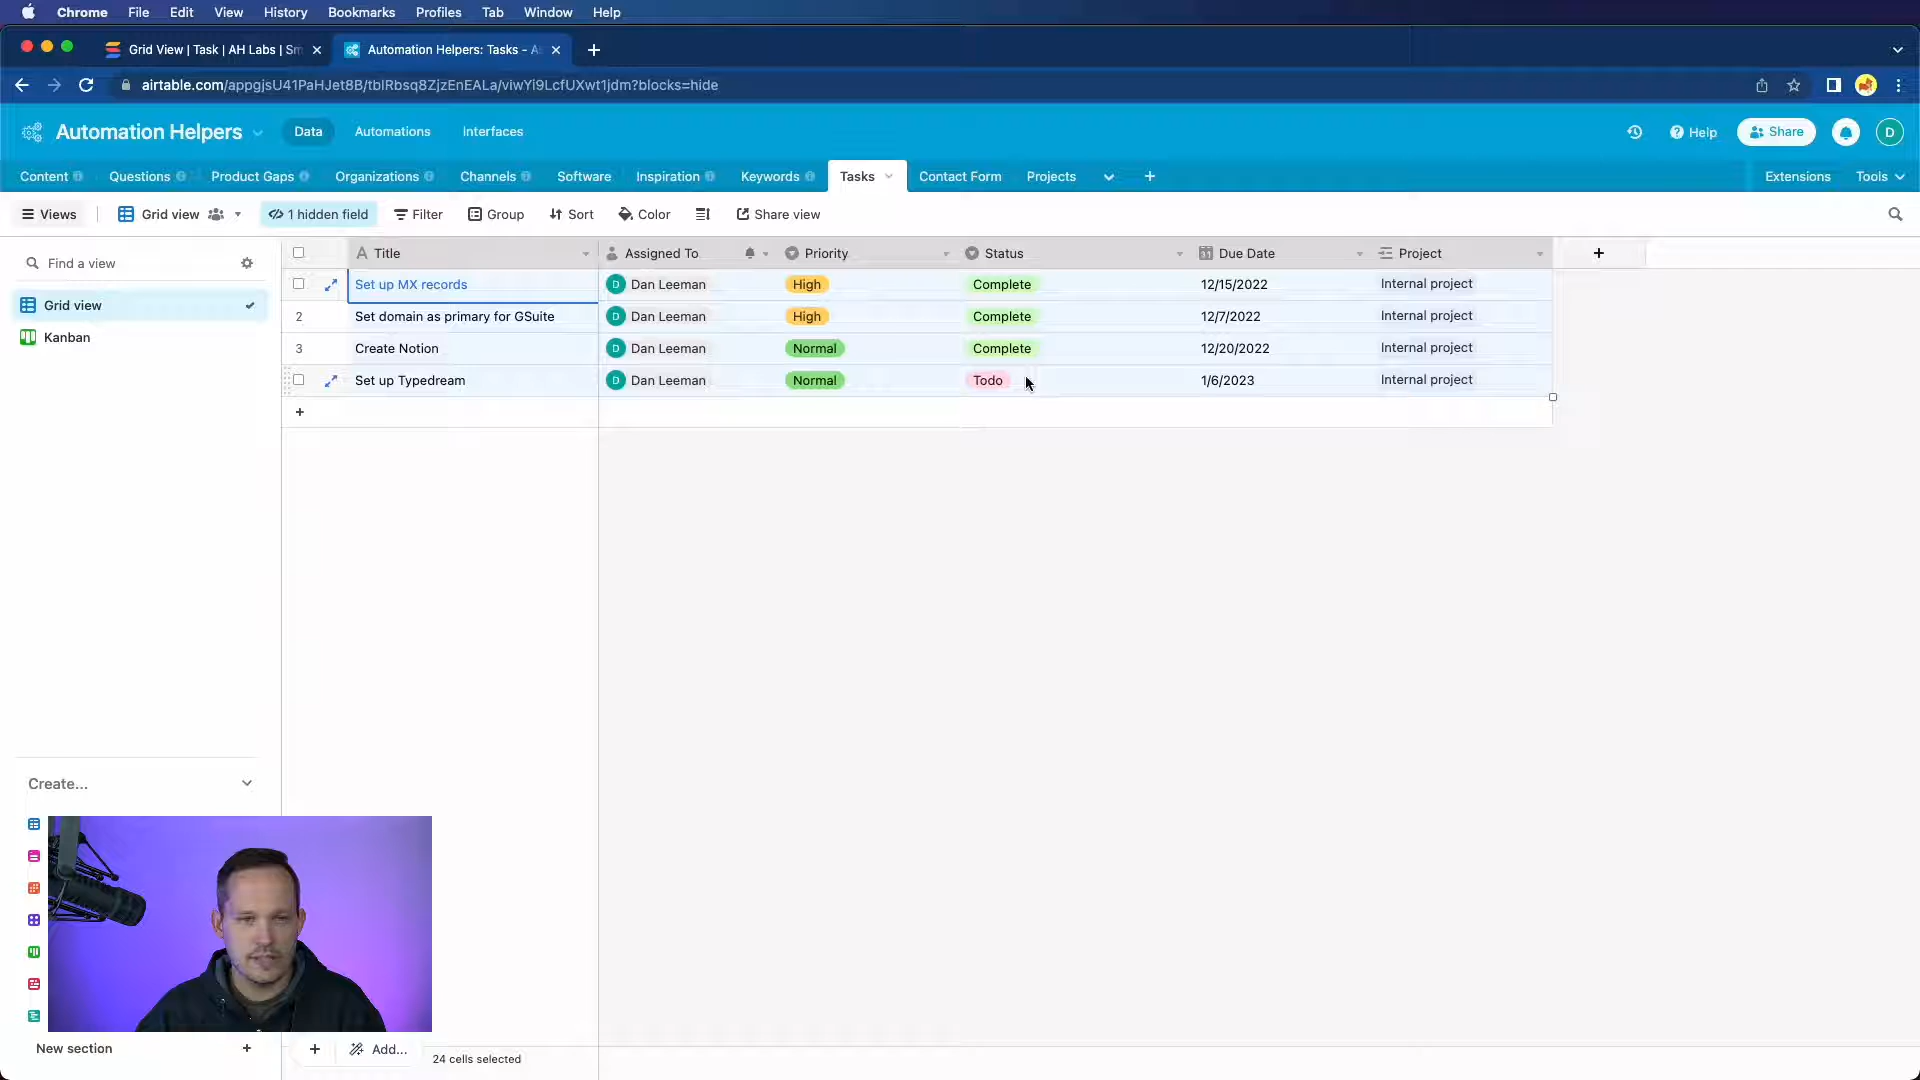 Chrome File Edit View History Bookmarks Profiles Tab Window Help
Grid View | Task | AH Labs | Sm
Automation Helpers: Tasks - A
airtable.com/appgjsU41PaHJet8B/tblRbsq8ZjzEnEALa/viwYi9LcfUXwt1jdm?blocks=hide
Automation Helpers Data Automations Interfaces Help Share D
Content Questions Product Gaps Organizations Channels Software Inspiration Keywords Tasks Contact Form Projects Extensions Tools
Views Grid view 1 hidden field Filter Group Sort Color Share view
Find a view
Grid view
Kanban
Title Assigned To Priority Status Due Date Project
Set up MX records D Dan Leeman High Complete 12/15/2022 Internal project
2 Set domain as primary for GSuite D Dan Leeman High Complete 12/7/2022 Internal project
3 Create Notion D Dan Leeman Normal Complete 12/20/2022 Internal project
Set up Typedream D Dan Leeman Normal Todo 1/6/2023 Internal project
Create...
New section
Add...
24 cells selected